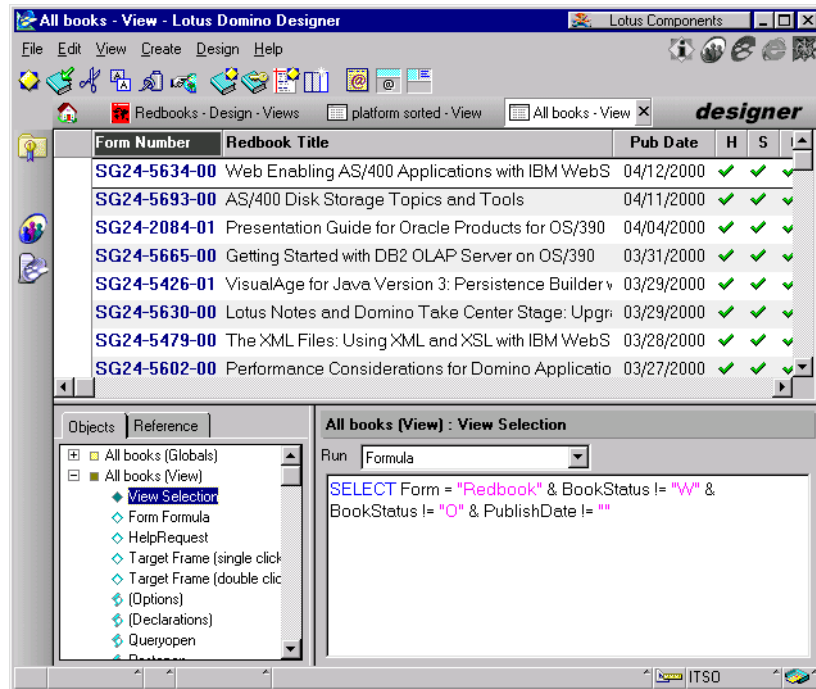 All books - View - Lotus Domino Designer
Lotus Components
File Edit View Create Design Help
Redbooks - Design - Views
platform sorted - View
All books - View
designer
Form Number Redbook Title Pub Date H S
SG24-5634-00 Web Enabling AS/400 Applications with IBM WebS 04/12/2000
SG24-5693-00 AS/400 Disk Storage Topics and Tools 04/11/2000
SG24-2084-01 Presentation Guide for Oracle Products for OS/390 04/04/2000
SG24-5665-00 Getting Started with DB2 OLAP Server on OS/390 03/31/2000
SG24-5426-01 VisualAge for Java Version 3: Persistence Builder 03/29/2000
SG24-5630-00 Lotus Notes and Domino Take Center Stage: Upgr 03/29/2000
SG24-5479-00 The XML Files: Using XML and XSL with IBM WebS 03/28/2000
SG24-5602-00 Performance Considerations for Domino Applicatio 03/27/2000
Objects Reference
All books (Globals)
All books (View)
View Selection
Form Formula
HelpRequest
Target Frame (single click
Target Frame (double clic
(Options)
(Declarations)
Queryopen
All books (View) : View Selection
Run Formula
SELECT Form = "Redbook" & BookStatus != "W" &
BookStatus != "O" & PublishDate != ""
ITSO